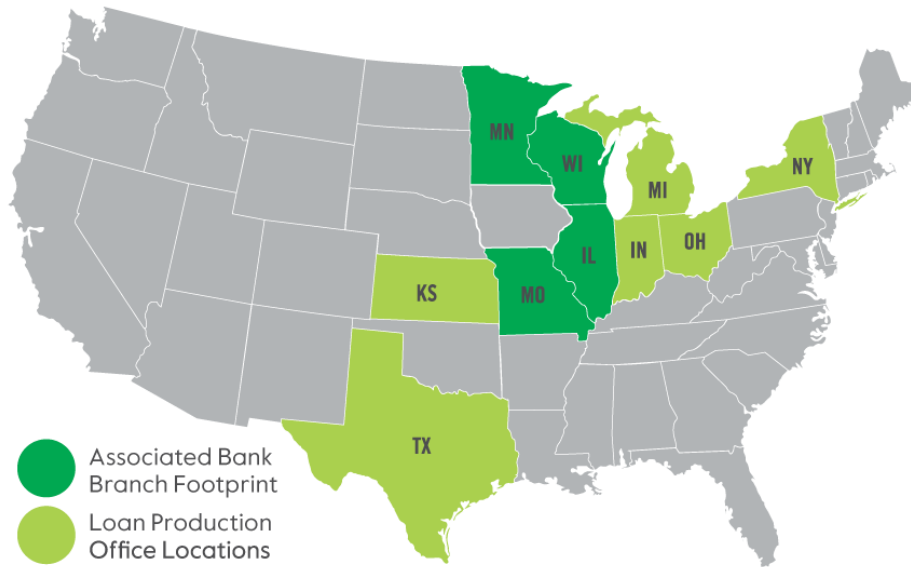 MN
WI
NY
MI
IL
IN
OH
KS
MO
TX
Associated Bank
Branch Footprint
Loan Production
Office Locations